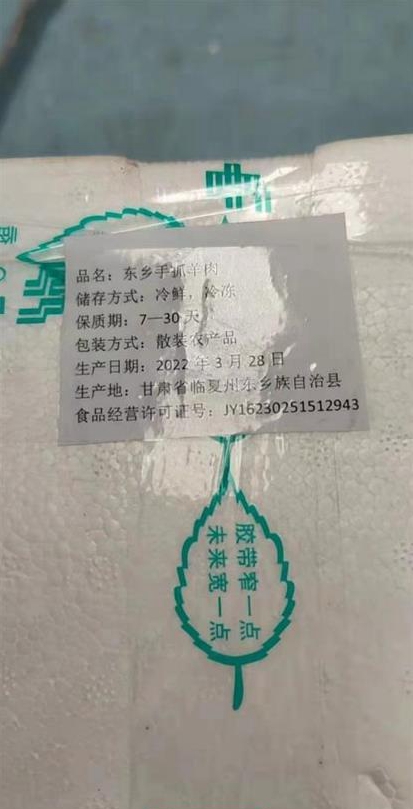 品名：东乡手抓羊肉
储存方式：冷鲜，冷冻
保质期：7—30天
包装方式：散装农产品
生产日期：2022年3月28日
生产地：甘肃省临夏州东乡族自治县
食品经营许可证号：JY16230251512943
胶带窄一点
未来宽一点